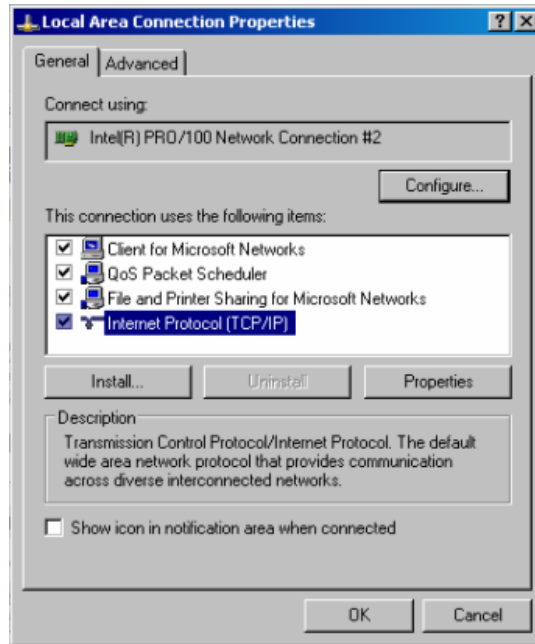 Local Area Connection Properties
General
Advanced
Connect using:
Intel(R) PRO/100 Network Connection #2
Configure...
This connection uses the following items:
Client for Microsoft Networks
QoS Packet Scheduler
File and Printer Sharing for Microsoft Networks
Internet Protocol (TCP/IP)
Install...
Uninstall
Properties
Description
Transmission Control Protocol/Internet Protocol. The default
wide area network protocol that provides communication
across diverse interconnected networks.
Show icon in notification area when connected
OK
Cancel